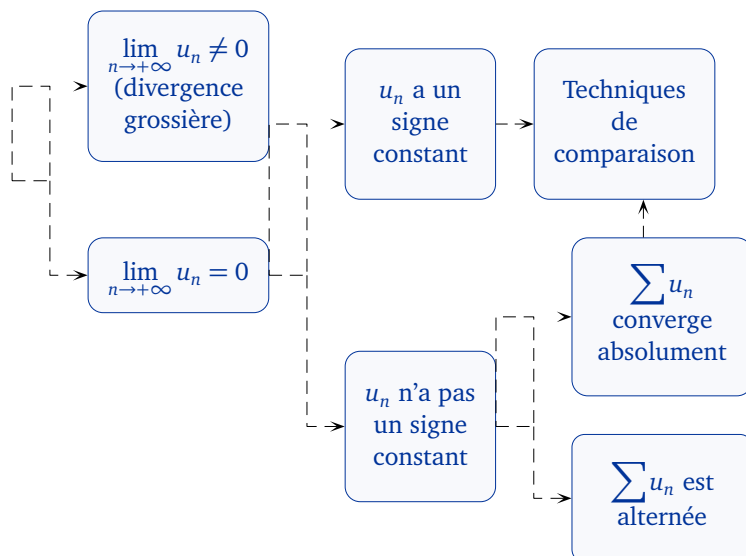 lim u_n ≠ 0
n→+∞
(divergence
grossière)
lim u_n = 0
n→+∞
u_n a un
signe
constant
Techniques
de
comparaison
u_n n'a pas
un signe
constant
∑ u_n
converge
absolument
∑ u_n est
alternée